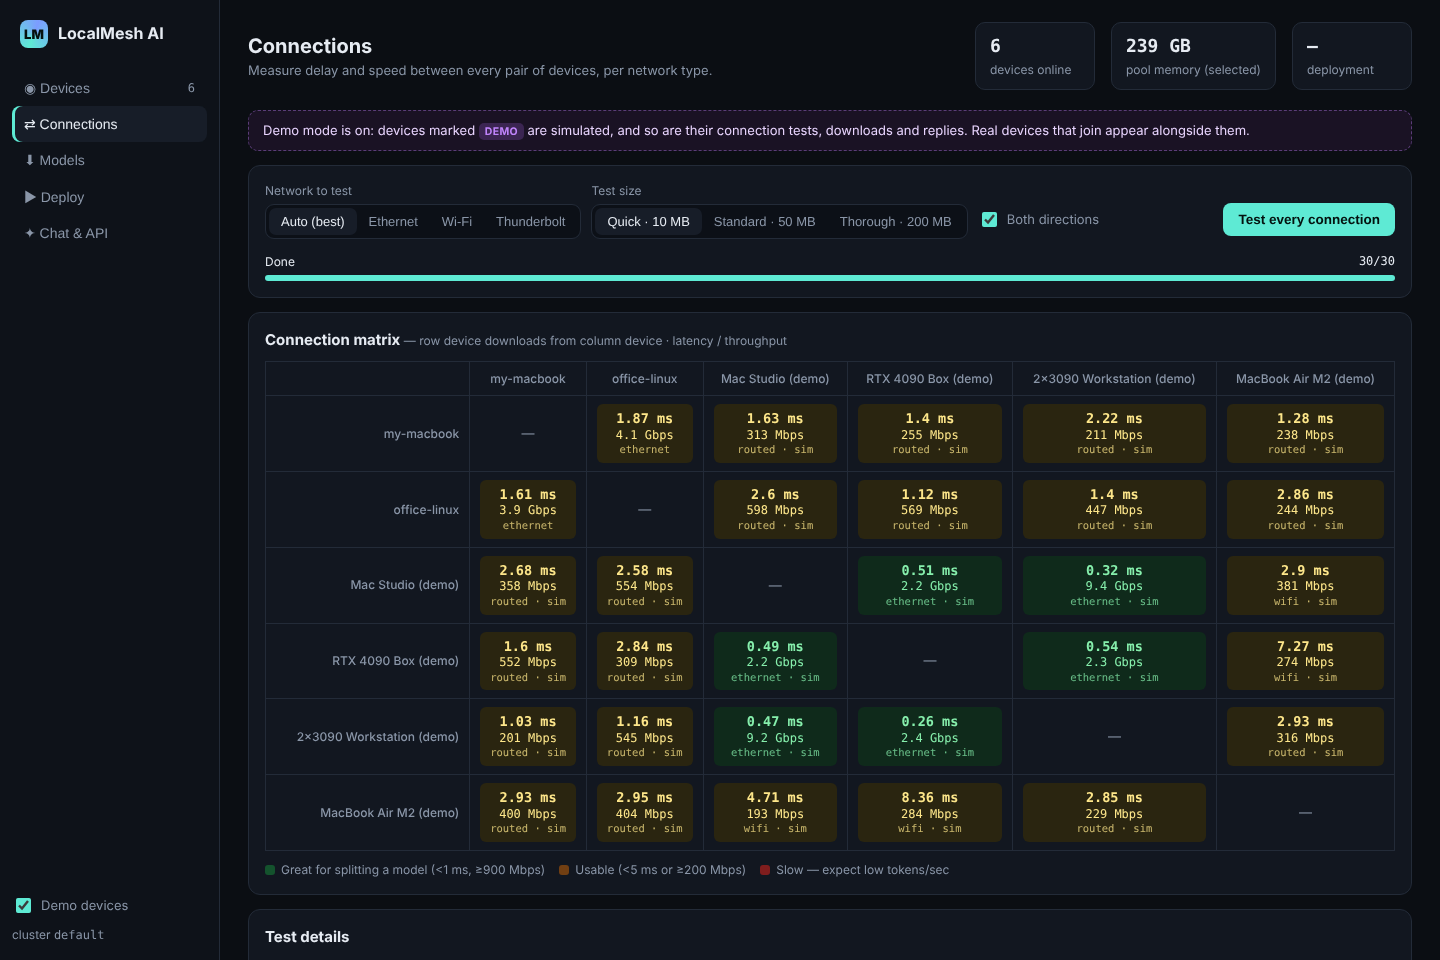 LM LocalMesh AI
◉ Devices 6
⇄ Connections
⬇ Models
▶ Deploy
✦ Chat & API
Demo devices
cluster default
Connections
Measure delay and speed between every pair of devices, per network type.
6
devices online
239 GB
pool memory (selected)
—
deployment
Demo mode is on: devices marked DEMO are simulated, and so are their connection tests, downloads and replies. Real devices that join appear alongside them.
Network to test
Auto (best) Ethernet Wi-Fi Thunderbolt
Test size
Quick · 10 MB Standard · 50 MB Thorough · 200 MB
Both directions
Test every connection
Done 30/30
Connection matrix — row device downloads from column device · latency / throughput
my-macbook office-linux Mac Studio (demo) RTX 4090 Box (demo) 2×3090 Workstation (demo) MacBook Air M2 (demo)
1.87 ms 1.63 ms 1.4 ms 2.22 ms 1.28 ms
my-macbook — 4.1 Gbps 313 Mbps 255 Mbps 211 Mbps 238 Mbps
ethernet routed · sim routed · sim routed · sim routed · sim
1.61 ms 2.6 ms 1.12 ms 1.4 ms 2.86 ms
office-linux 3.9 Gbps — 598 Mbps 569 Mbps 447 Mbps 244 Mbps
ethernet routed · sim routed · sim routed · sim routed · sim
2.68 ms 2.58 ms 0.51 ms 0.32 ms 2.9 ms
Mac Studio (demo) 358 Mbps 554 Mbps — 2.2 Gbps 9.4 Gbps 381 Mbps
routed · sim routed · sim ethernet · sim ethernet · sim wifi · sim
1.6 ms 2.84 ms 0.49 ms 0.54 ms 7.27 ms
RTX 4090 Box (demo) 552 Mbps 309 Mbps 2.2 Gbps — 2.3 Gbps 274 Mbps
routed · sim routed · sim ethernet · sim ethernet · sim wifi · sim
1.03 ms 1.16 ms 0.47 ms 0.26 ms 2.93 ms
2×3090 Workstation (demo) 201 Mbps 545 Mbps 9.2 Gbps 2.4 Gbps — 316 Mbps
routed · sim routed · sim ethernet · sim ethernet · sim routed · sim
2.93 ms 2.95 ms 4.71 ms 8.36 ms 2.85 ms
MacBook Air M2 (demo) 400 Mbps 404 Mbps 193 Mbps 284 Mbps 229 Mbps —
routed · sim routed · sim wifi · sim wifi · sim routed · sim
Great for splitting a model (<1 ms, ≥900 Mbps) Usable (<5 ms or ≥200 Mbps) Slow — expect low tokens/sec
Test details